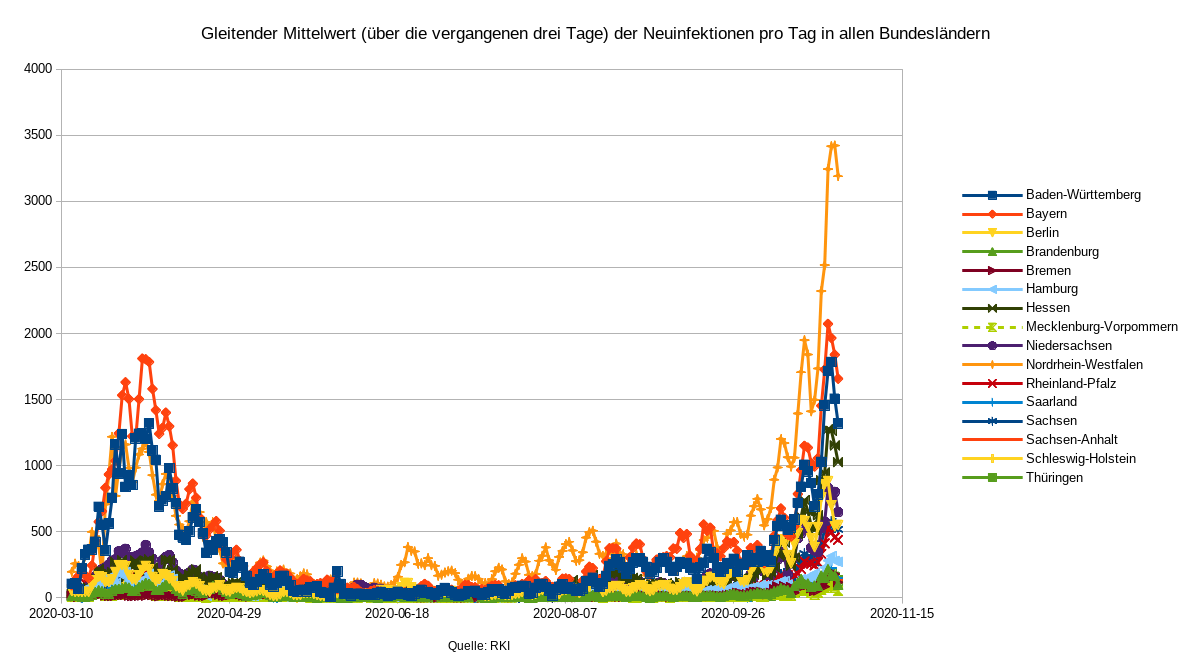 Gleitender Mittelwert (über die vergangenen drei Tage) der Neuinfektionen pro Tag in allen Bundesländern
4000
3500
3000
2500
2000
1500
1000
500
0
2020-03-10
2020-04-29
2020-06-18
2020-08-07
2020-09-26
2020-11-15
Quelle: RKI
Baden-Württemberg
Bayern
Berlin
Brandenburg
Bremen
Hamburg
Hessen
Mecklenburg-Vorpommern
Niedersachsen
Nordrhein-Westfalen
Rheinland-Pfalz
Saarland
Sachsen
Sachsen-Anhalt
Schleswig-Holstein
Thüringen